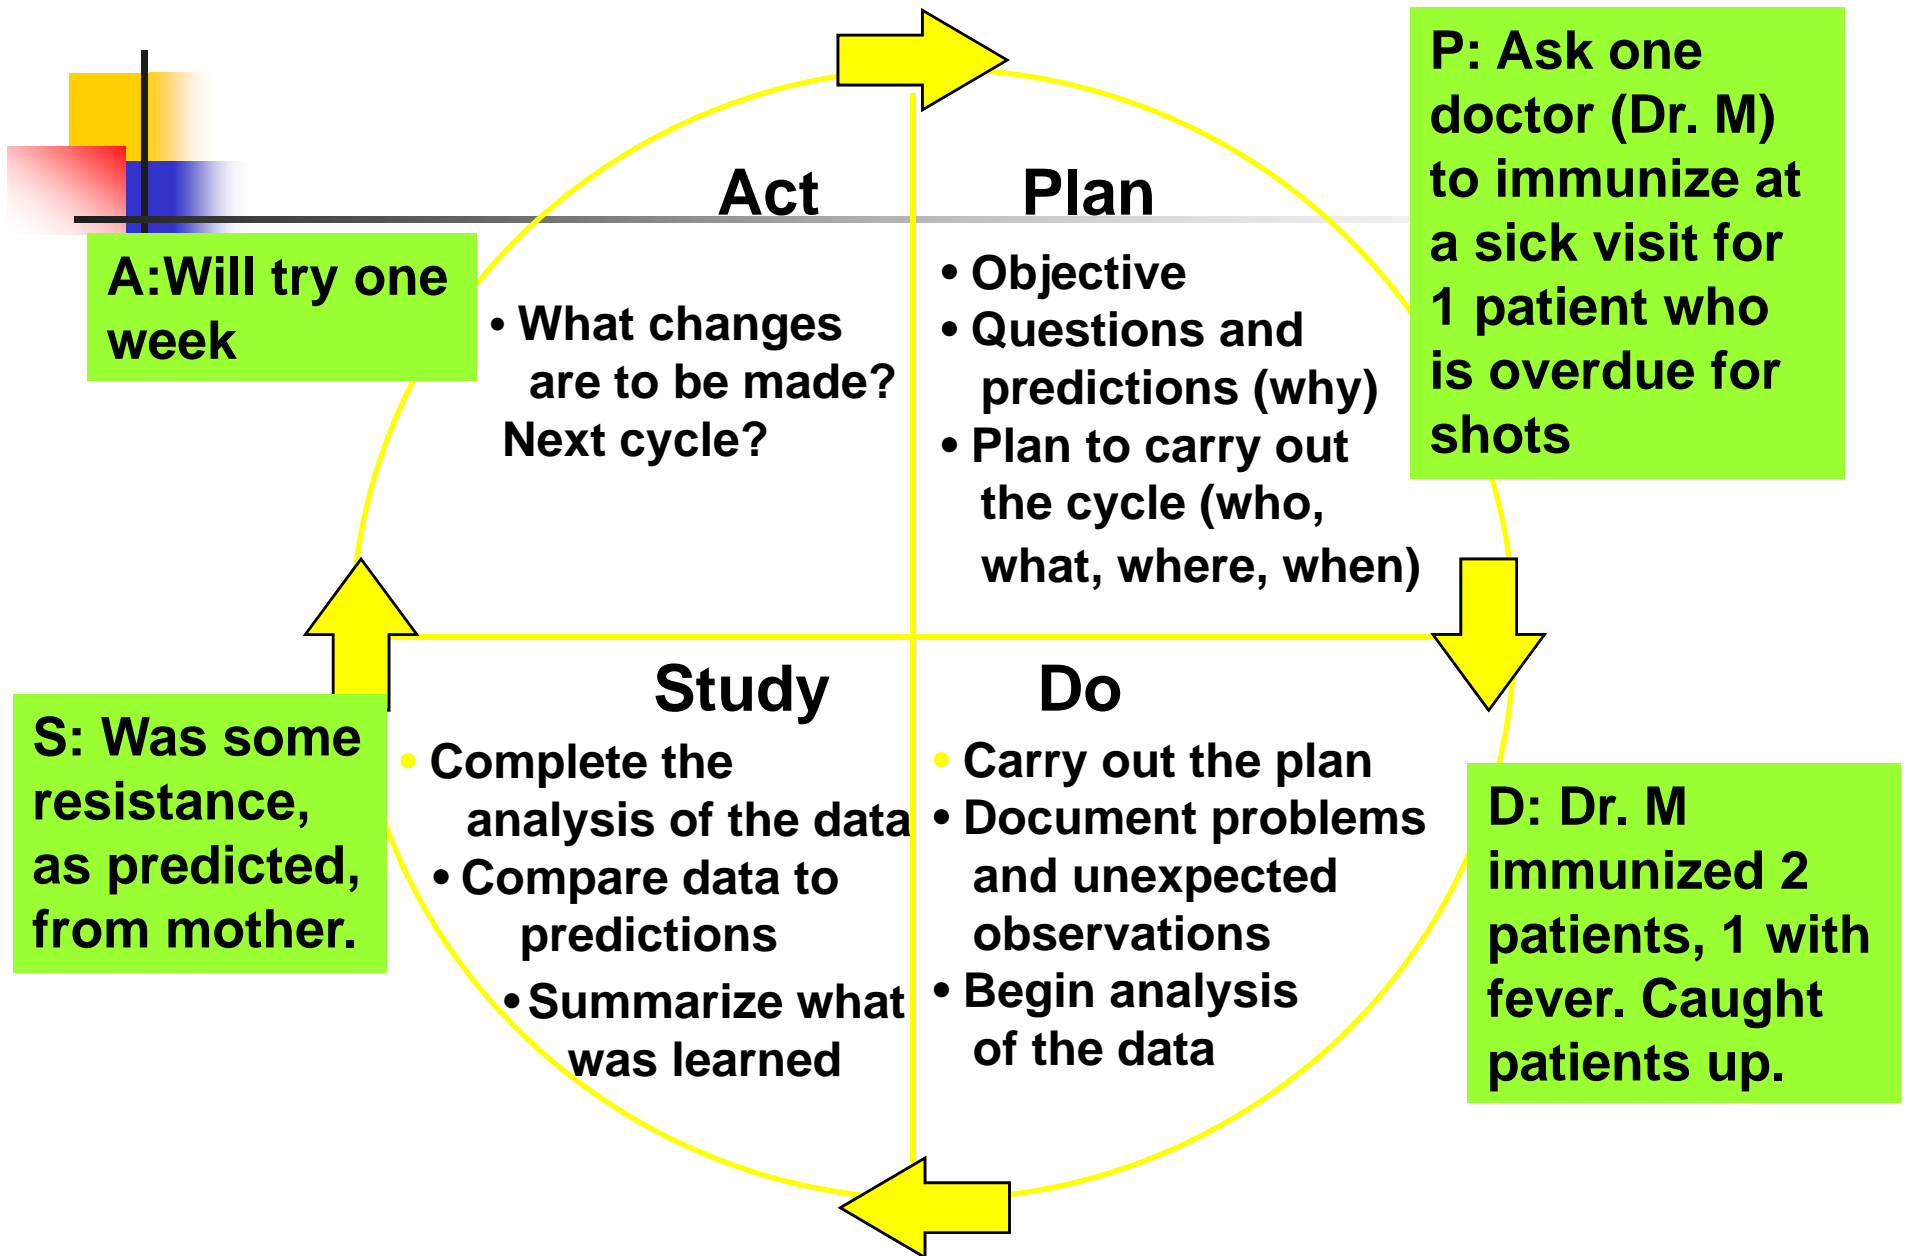 Act
• What changes
are to be made?
Next cycle?
A:Will try one
week
Plan
• Objective
• Questions and
predictions (why)
• Plan to carry out
the cycle (who,
what, where, when)
P: Ask one
doctor (Dr. M)
to immunize at
a sick visit for
1 patient who
is overdue for
shots
Study
• Complete the
analysis of the data
• Compare data to
predictions
• Summarize what
was learned
S: Was some
resistance,
as predicted,
from mother.
Do
• Carry out the plan
• Document problems
and unexpected
observations
• Begin analysis
of the data
D: Dr. M
immunized 2
patients, 1 with
fever. Caught
patients up.